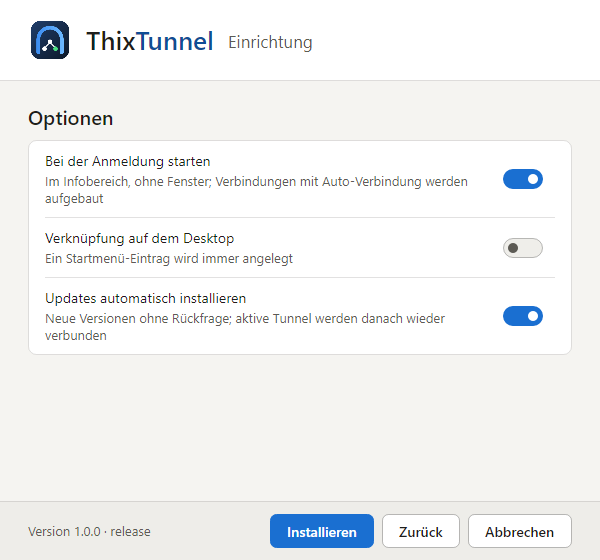 ThixTunnel Einrichtung
Optionen
Bei der Anmeldung starten
Im Infobereich, ohne Fenster; Verbindungen mit Auto-Verbindung werden
aufgebaut
Verknüpfung auf dem Desktop
Ein Startmenü-Eintrag wird immer angelegt
Updates automatisch installieren
Neue Versionen ohne Rückfrage; aktive Tunnel werden danach wieder
verbunden
Version 1.0.0 · release
Installieren
Zurück
Abbrechen